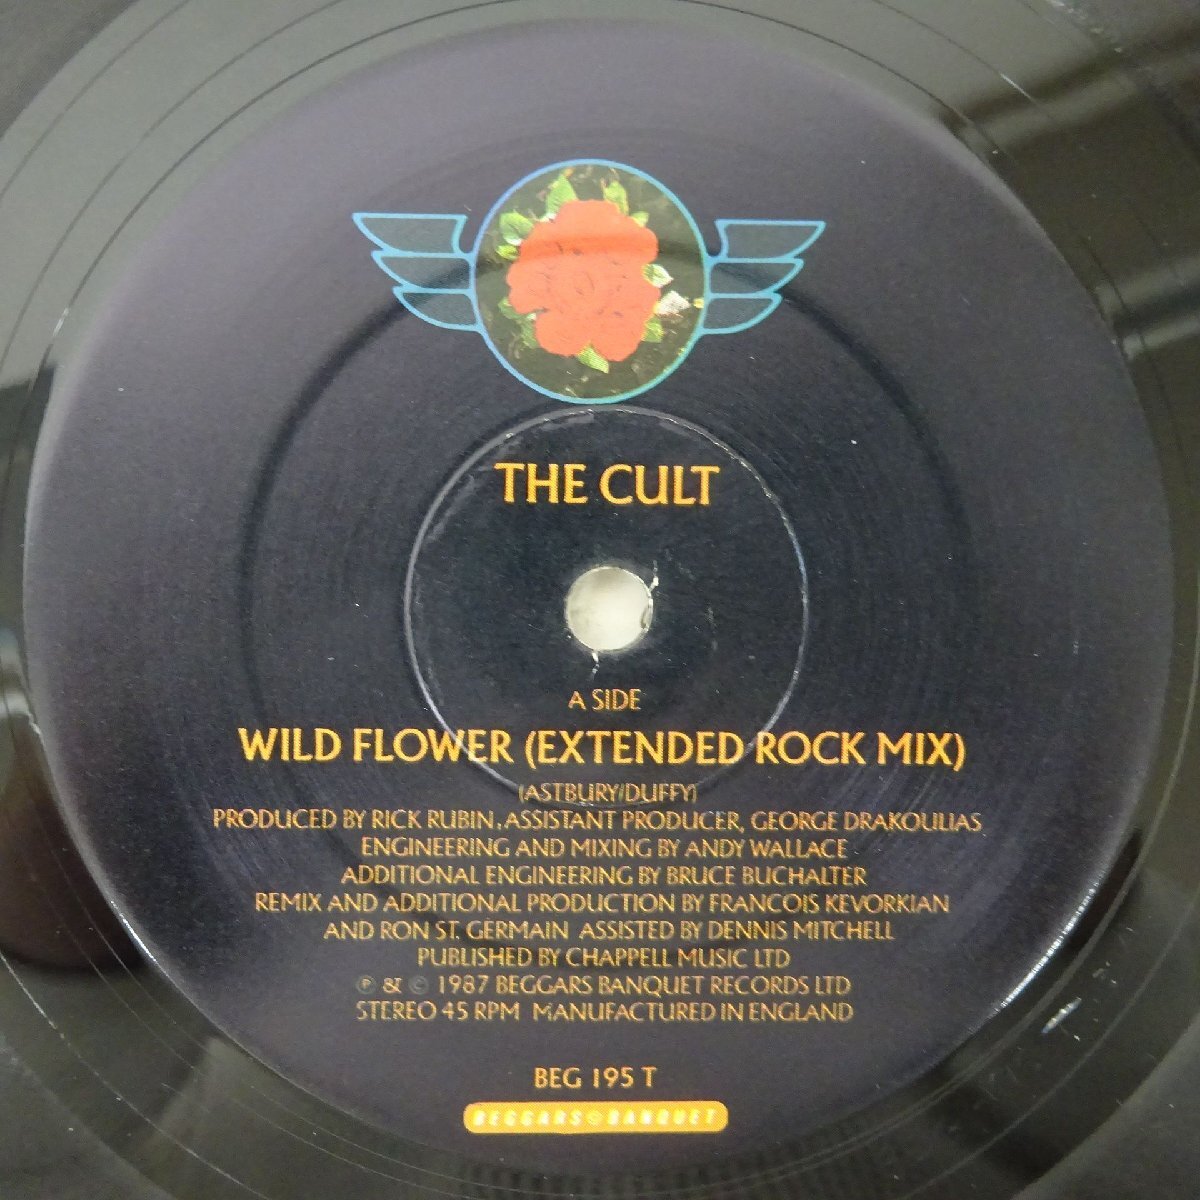 THE CULT
A SIDE
WILD FLOWER (EXTENDED ROCK MIX)
(ASTBURY/DUFFY)
PRODUCED BY RICK RUBIN, ASSISTANT PRODUCER, GEORGE DRAKOULIAS
ENGINEERING AND MIXING BY ANDY WALLACE
ADDITIONAL ENGINEERING BY BRUCE BUCHALTER
REMIX AND ADDITIONAL PRODUCTION BY FRANCOIS KEVORKIAN
AND RON ST. GERMAIN ASSISTED BY DENNIS MITCHELL
PUBLISHED BY CHAPPELL MUSIC LTD
℗ & © 1987 BEGGARS BANQUET RECORDS LTD
STEREO 45 RPM MANUFACTURED IN ENGLAND
BEG 195 T
BEGGARS BANQUET